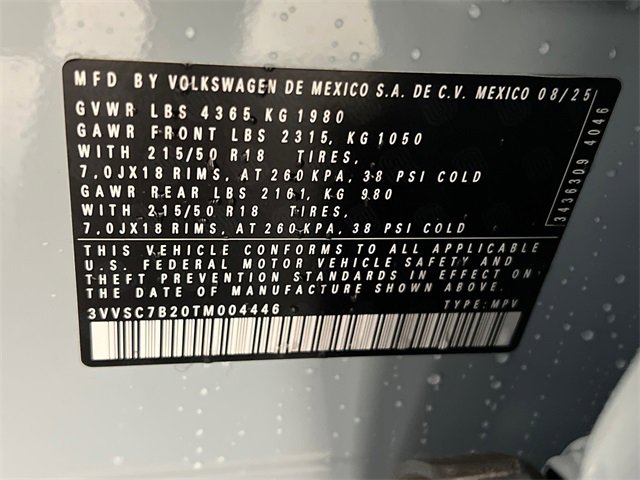 MFD BY VOLKSWAGEN DE MEXICO S.A. DE C.V. MEXICO 08/25
GVWR LBS 4365, KG 1980
GAWR FRONT LBS 2315, KG 1050
WITH 215/50 R18 TIRES,
7,0JX18 RIMS, AT 260 KPA, 38 PSI COLD
GAWR REAR LBS 2161, KG 980
WITH 215/50 R18 TIRES,
7,0JX18 RIMS, AT 260 KPA, 38 PSI COLD
THIS VEHICLE CONFORMS TO ALL APPLICABLE
U.S. FEDERAL MOTOR VEHICLE SAFETY AND
THEFT PREVENTION STANDARDS IN EFFECT ON
THE DATE OF MANUFACTURE SHOWN ABOVE.
3VVSC7B20TM004446 TYPE: MPV
3436309 4046